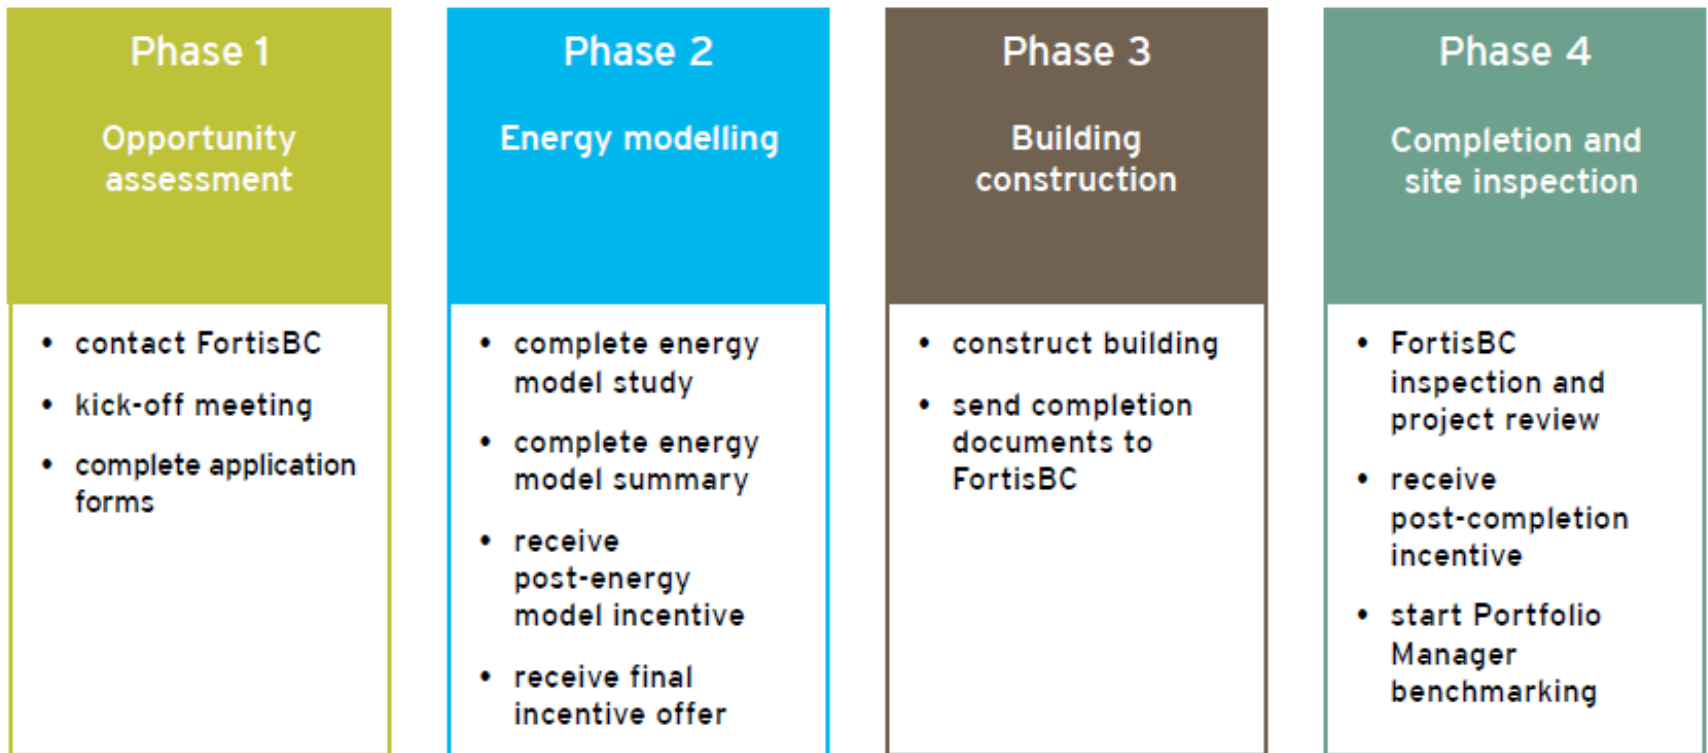 Phase 1
Opportunity
assessment
• contact FortisBC
• kick-off meeting
• complete application
forms
Phase 2
Energy modelling
• complete energy
model study
• complete energy
model summary
• receive
post-energy
model incentive
• receive final
incentive offer
Phase 3
Building
construction
• construct building
• send completion
documents to
FortisBC
Phase 4
Completion and
site inspection
• FortisBC
inspection and
project review
• receive
post-completion
incentive
• start Portfolio
Manager
benchmarking